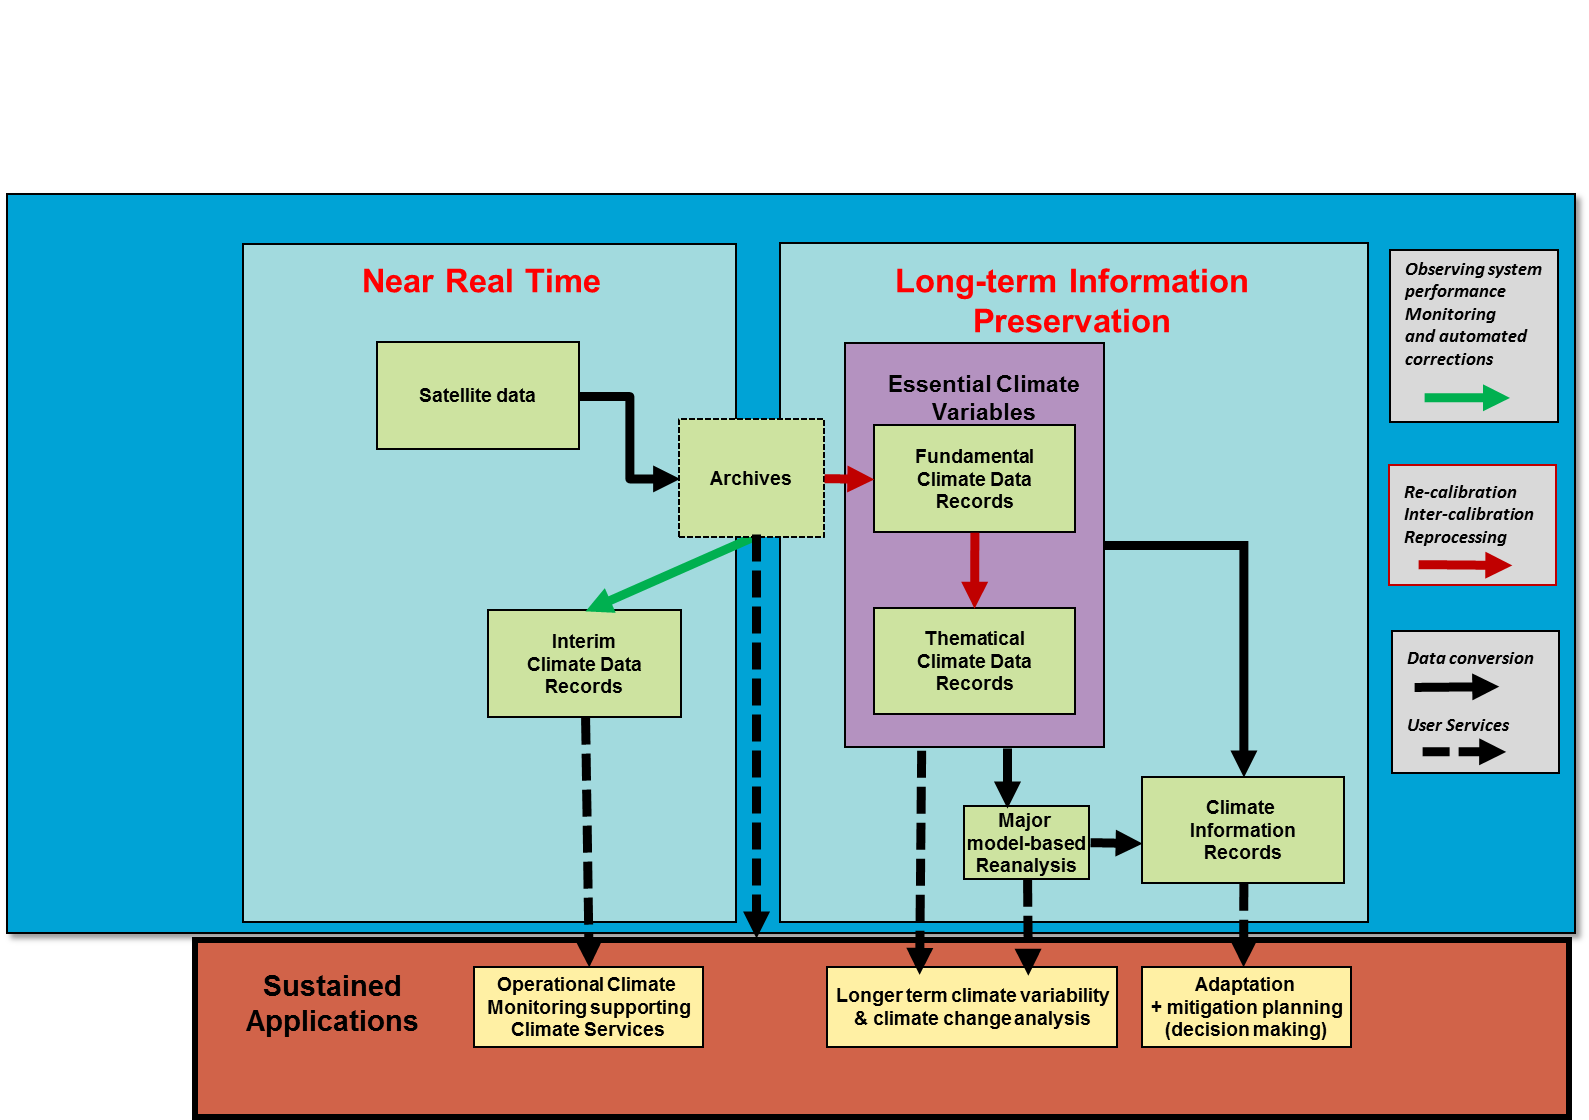 Near Real Time
Long-term Information
Preservation
Satellite data
Archives
Essential Climate
Variables
Fundamental
Climate Data
Records
Interim
Climate Data
Records
Thematical
Climate Data
Records
Major
model-based
Reanalysis
Climate
Information
Records
Observing system
performance
Monitoring
and automated
corrections
Re-calibration
Inter-calibration
Reprocessing
Data conversion
User Services
Sustained
Applications
Operational Climate
Monitoring supporting
Climate Services
Longer term climate variability
& climate change analysis
Adaptation
+ mitigation planning
(decision making)